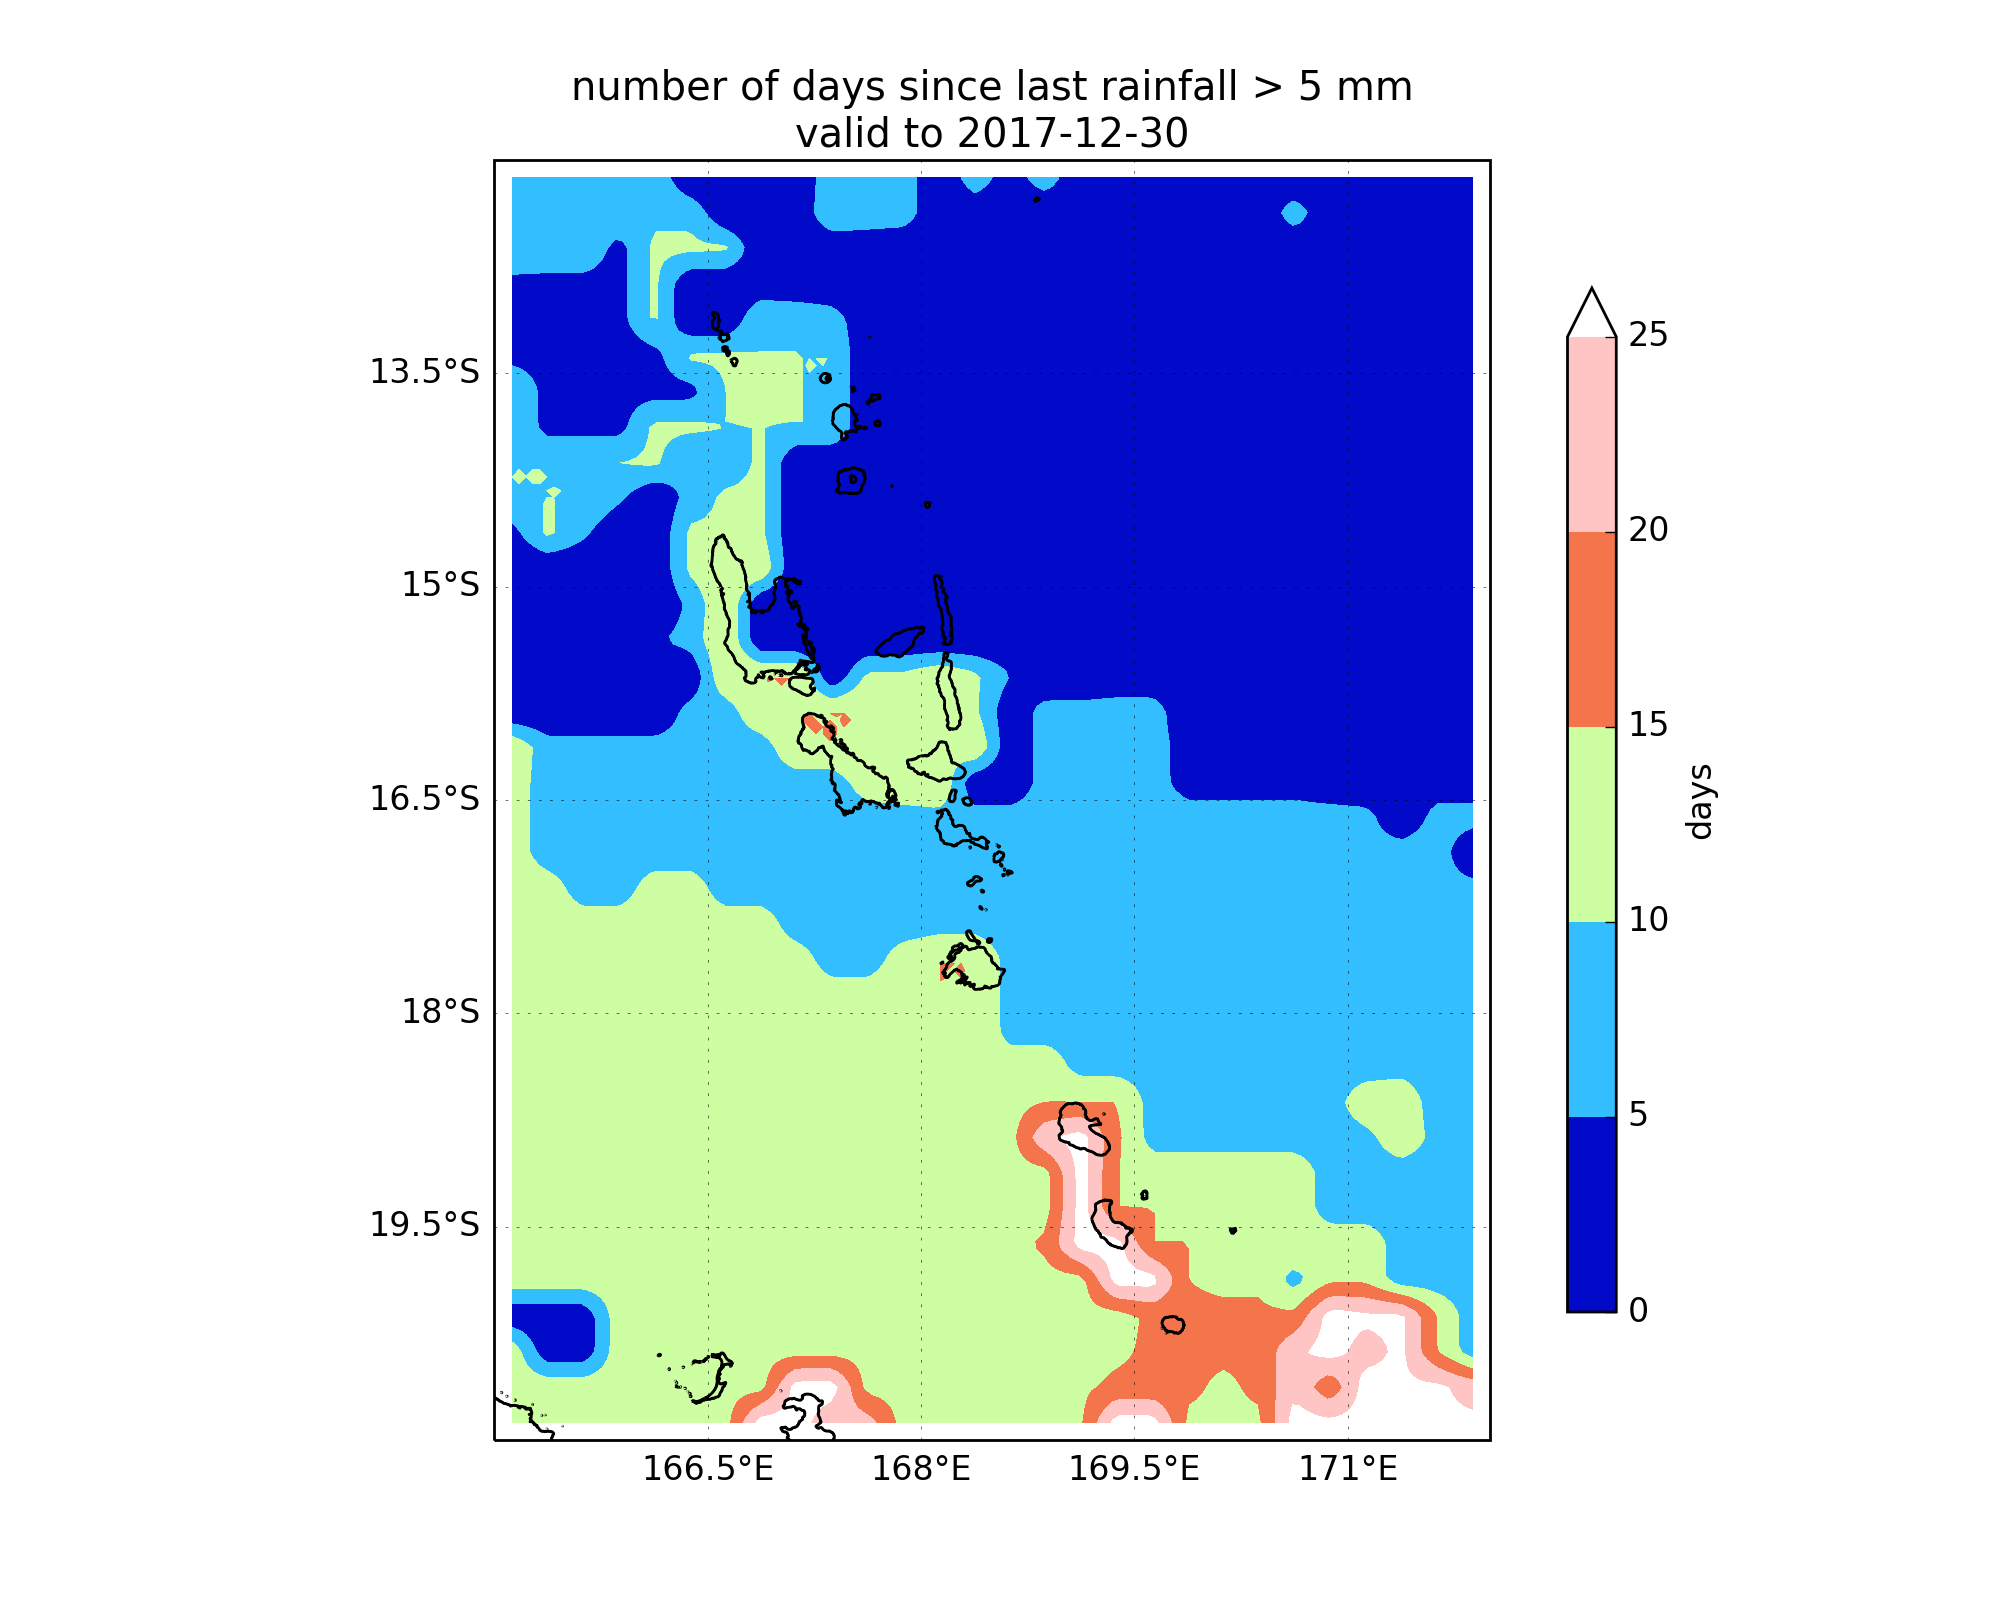 number of days since last rainfall > 5 mm
valid to 2017-12-30
13.5°S
15°S
16.5°S
18°S
19.5°S
166.5°E
168°E
169.5°E
171°E
25
20
15
10
5
0
days